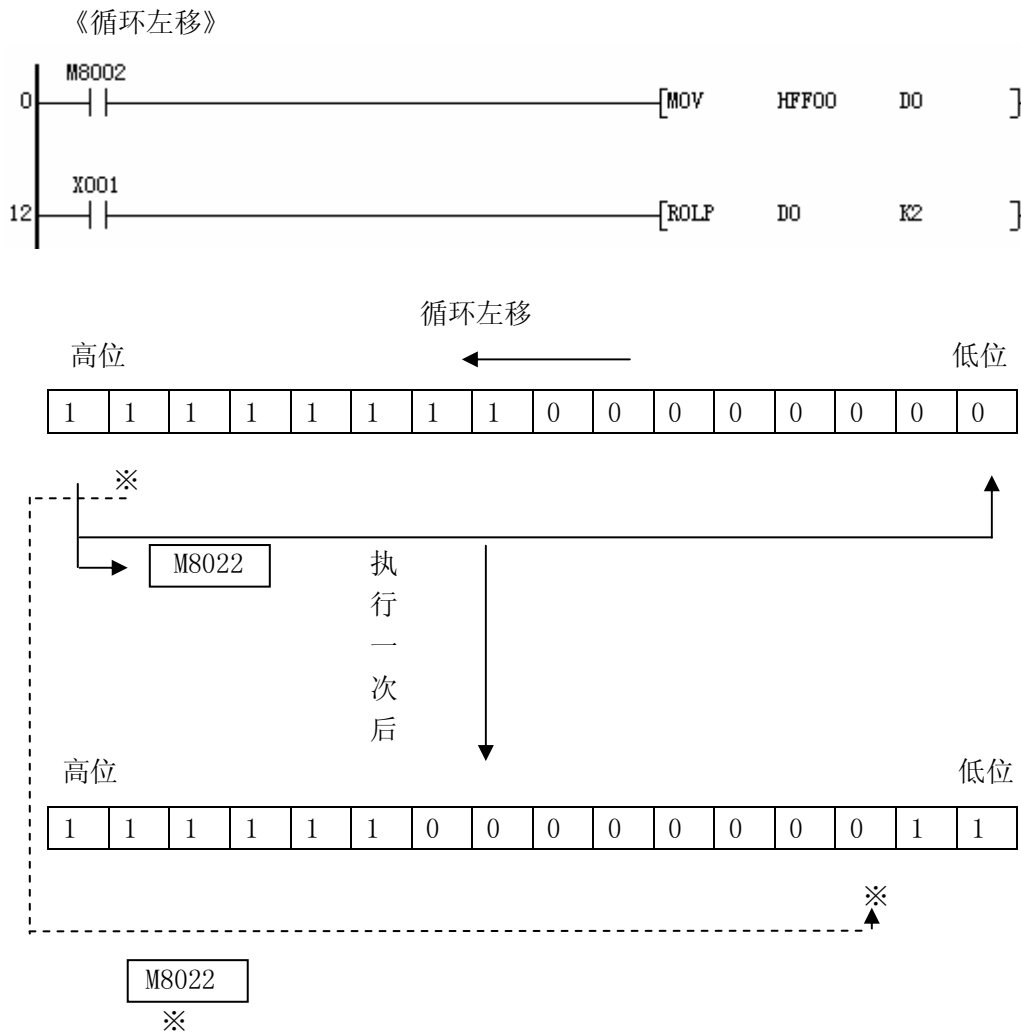 《循环左移》
M8002
0 [MOV HFF00 D0 ]
X001
12 [ROLP D0 K2 ]
循环左移
高位 低位
1 1 1 1 1 1 1 1 0 0 0 0 0 0 0 0
※
M8022
执
行
一
次
后
高位 低位
1 1 1 1 1 1 0 0 0 0 0 0 0 0 1 1
※
M8022
※